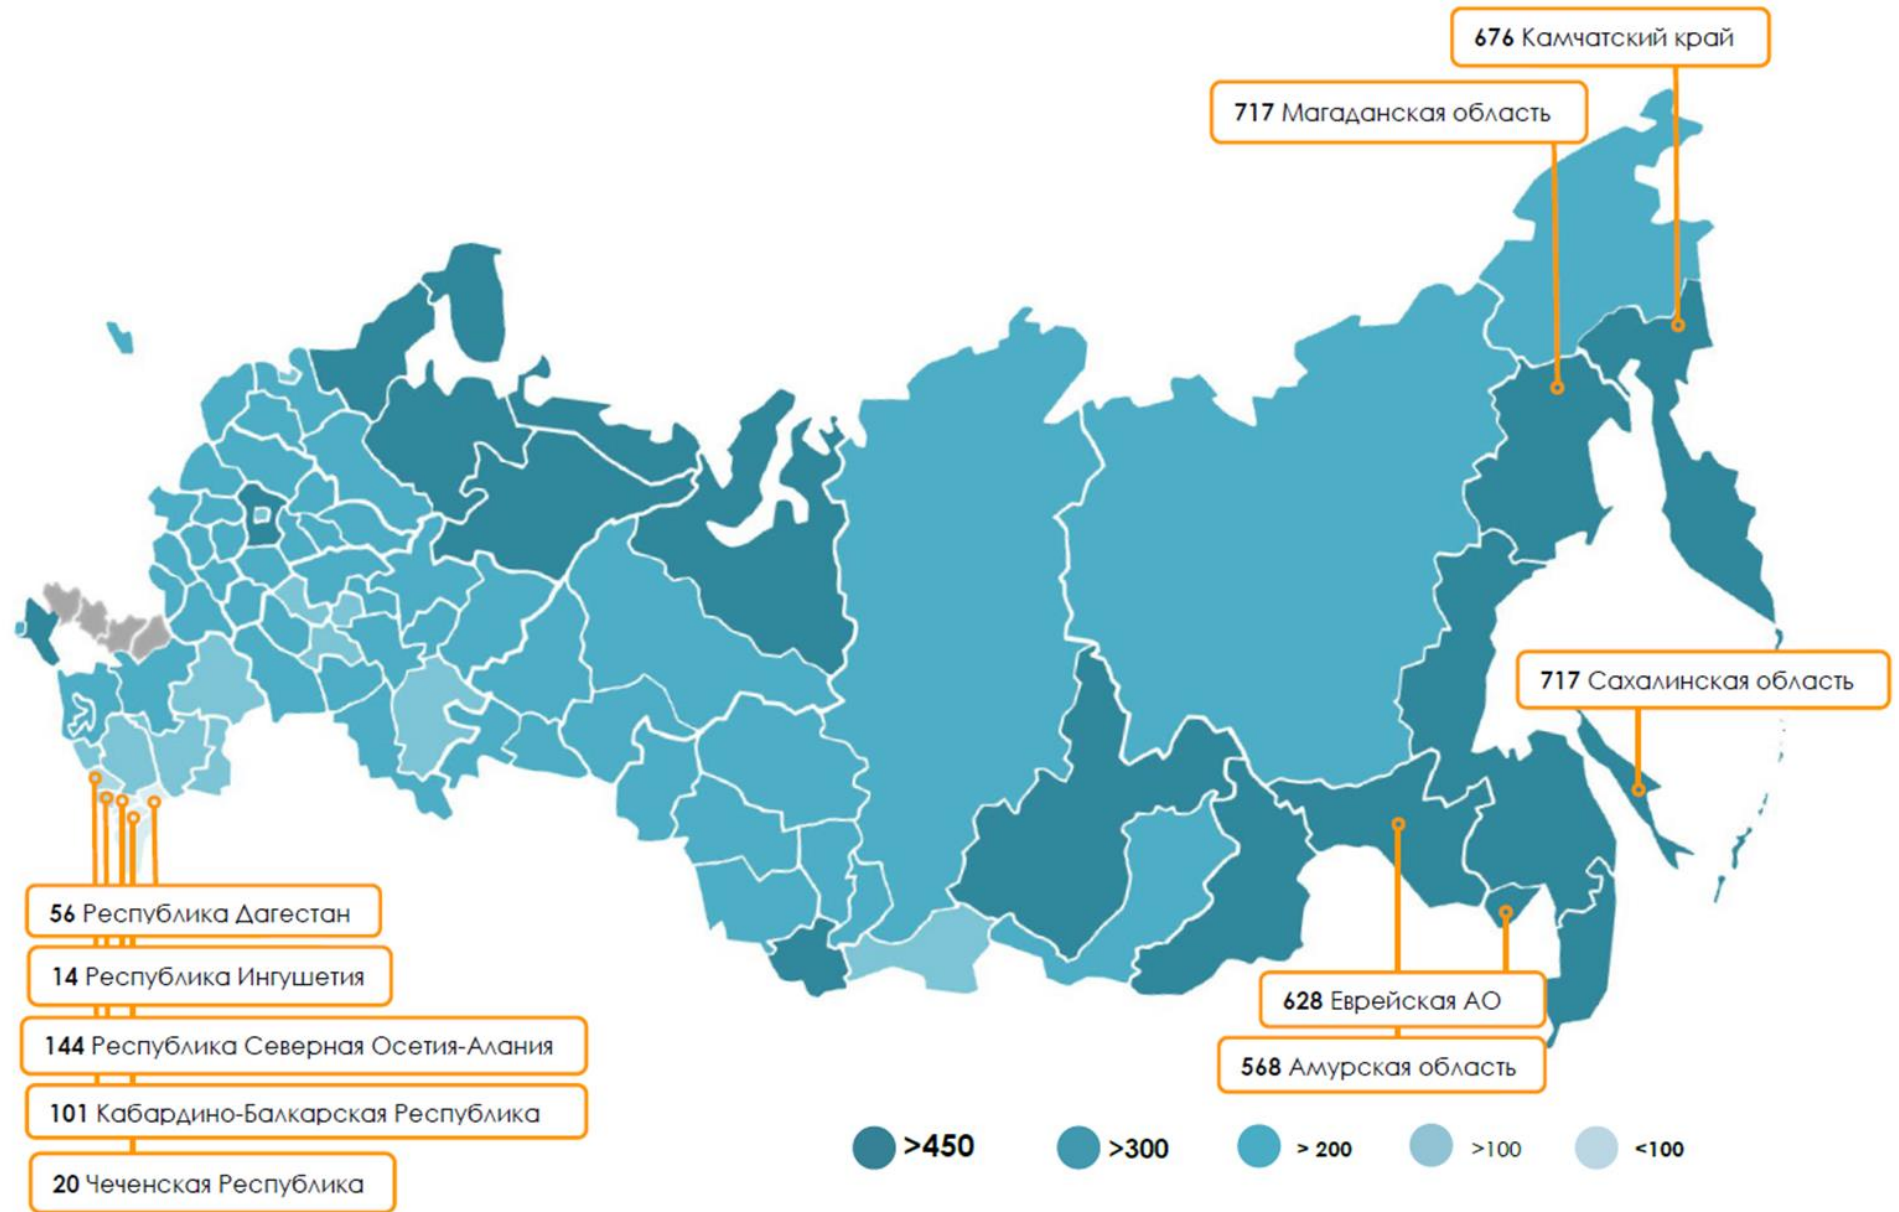 676 Камчатский край
717 Магаданская область
717 Сахалинская область
56 Республика Дагестан
14 Республика Ингушетия
144 Республика Северная Осетия-Алания
101 Кабардино-Балкарская Республика
20 Чеченская Республика
628 Еврейская АО
568 Амурская область
>450
>300
> 200
>100
<100